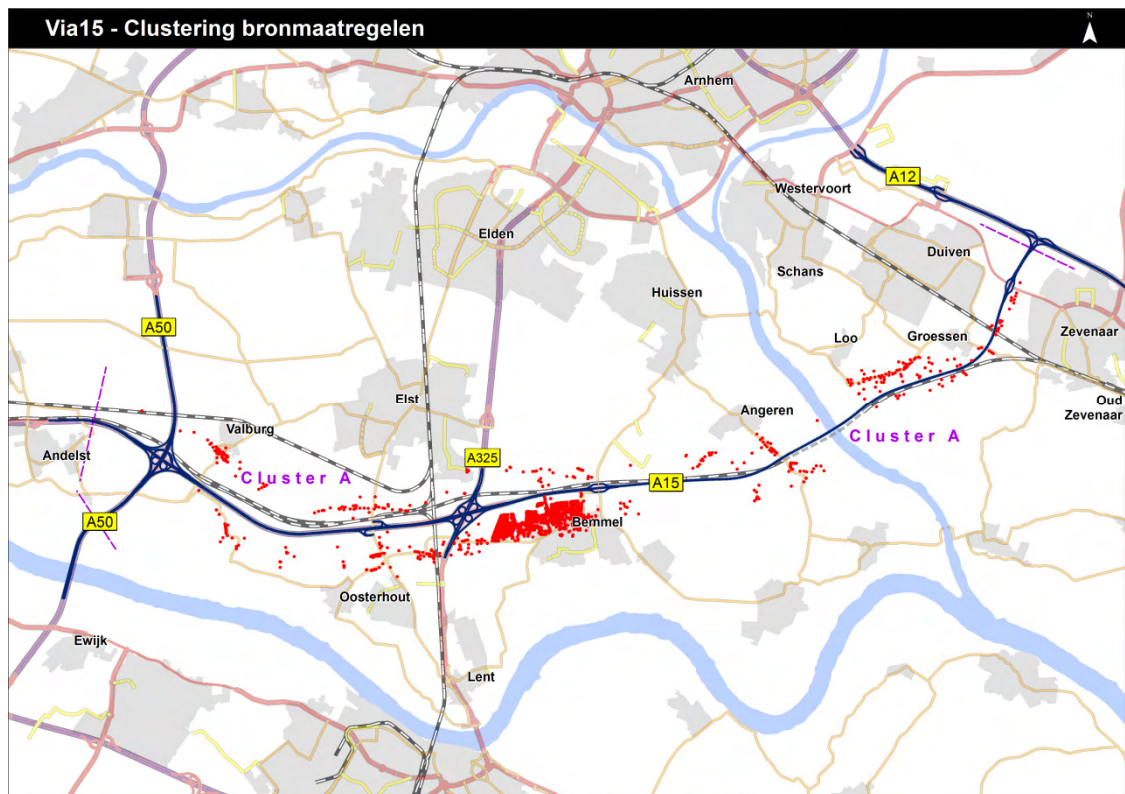 Via15 - Clustering bronmaatregelen
N
Arnhem
A12
Westervoort
Elden
Duiven
Schans
Huissen
A50
Zevenaar
Loo
Groessen
Elst
Oud
Zevenaar
Angeren
Valburg
Cluster A
Andelst
A325
Cluster A
A15
A50
Bemmel
Oosterhout
Ewijk
Lent